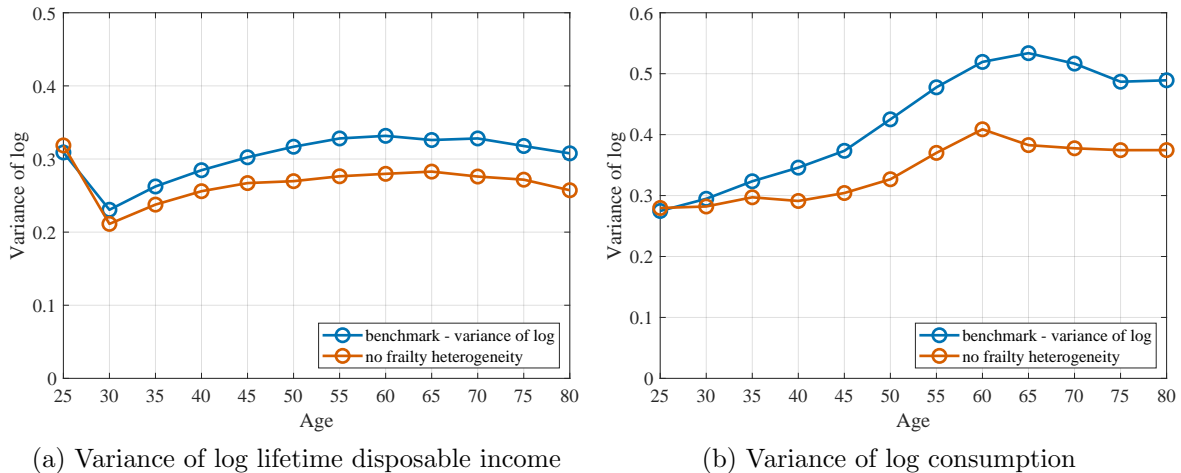 0.5
0.4
0.3
0.2
0.1
0
Variance of log
25 30 35 40 45 50 55 60 65 70 75 80
Age
benchmark - variance of log
no frailty heterogeneity
(a) Variance of log lifetime disposable income
0.6
0.5
0.4
0.3
0.2
0.1
0
Variance of log
25 30 35 40 45 50 55 60 65 70 75 80
Age
benchmark - variance of log
no frailty heterogeneity
(b) Variance of log consumption